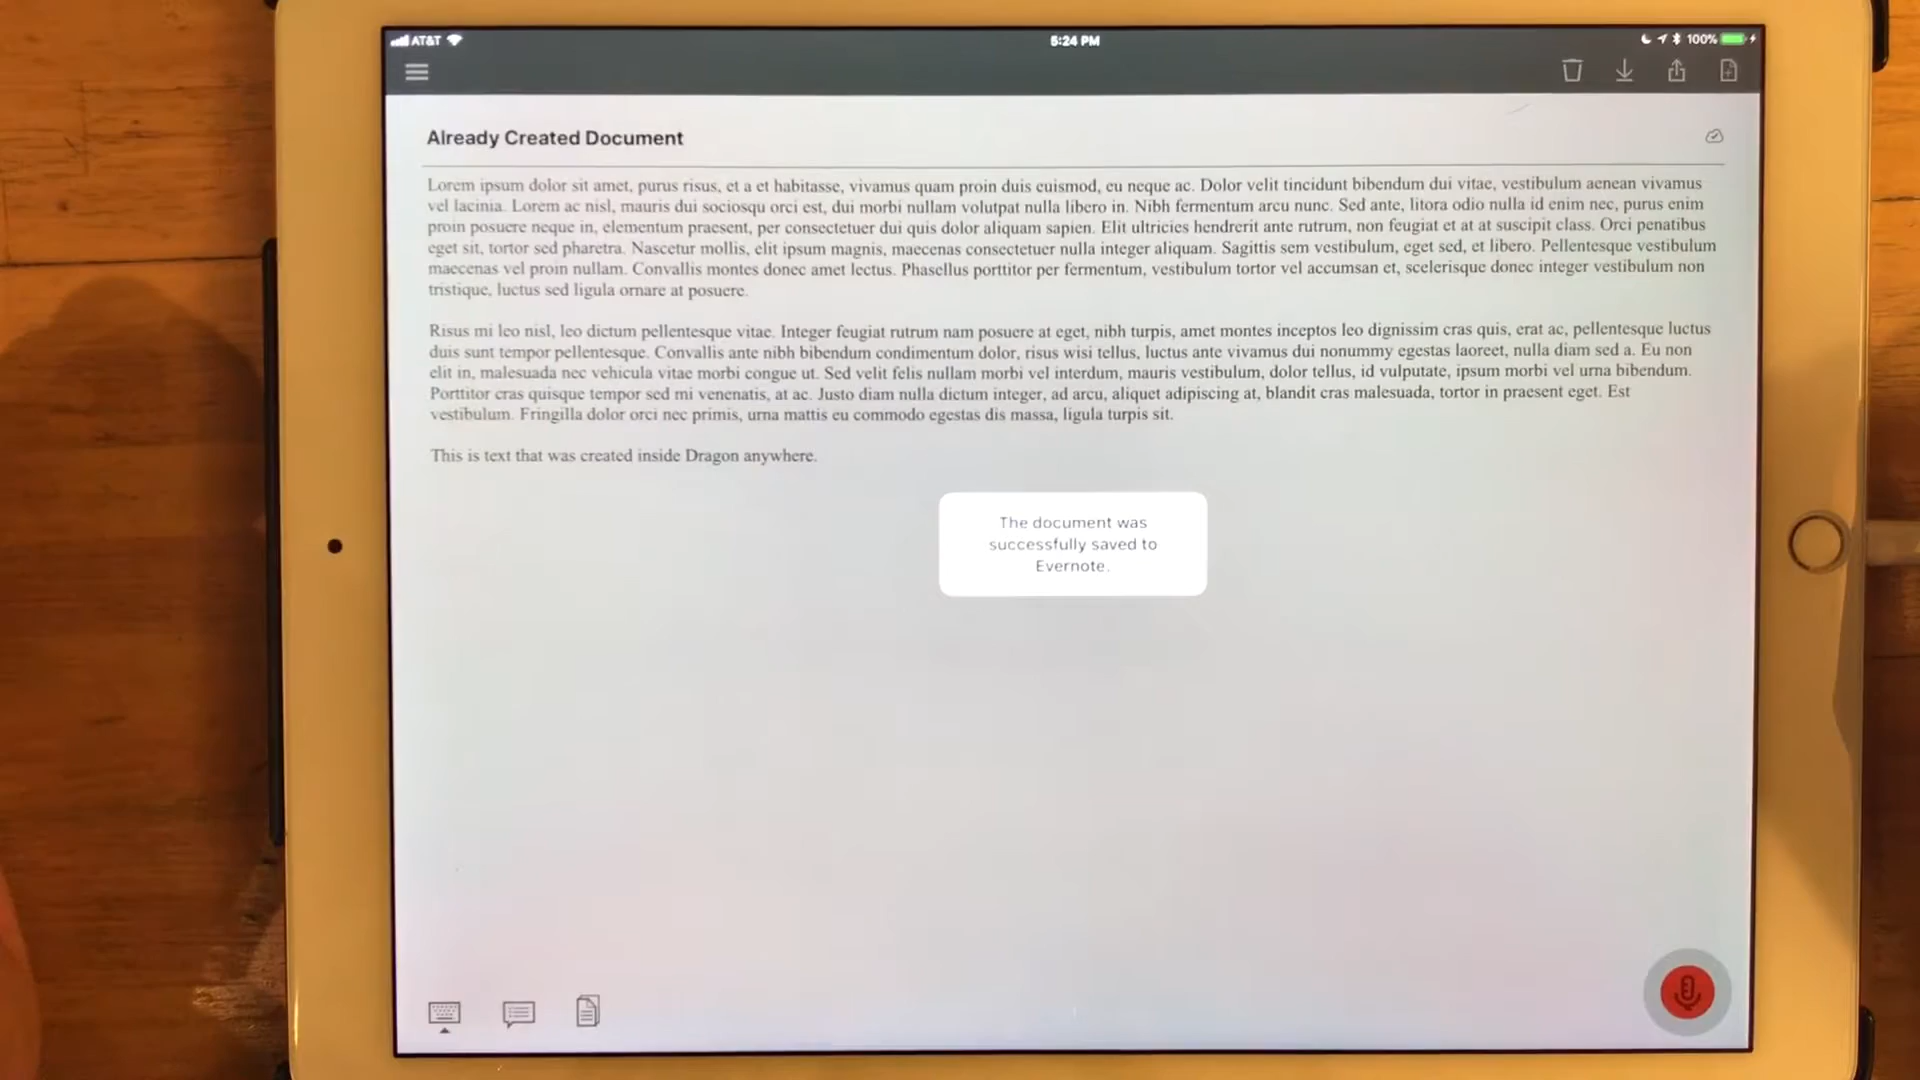 AT&T
5:24 PM
100%
Already Created Document
Lorem ipsum dolor sit amet, purus risus, et a et habitasse, vivamus quam proin duis euismod, eu neque ac. Dolor velit tincidunt bibendum dui vitae, vestibulum aenean vivamus
vel lacinia. Lorem ac nisl, mauris dui sociosqu orci est, dui morbi nullam volutpat nulla libero in. Nibh fermentum arcu nunc. Sed ante, litora odio nulla id enim nec, purus enim
proin posuere neque in, elementum praesent, per consectetuer dui quis dolor aliquam sapien. Elit ultricies hendrerit ante rutrum, non feugiat et at at suscipit class. Orci penatibus
eget sit, tortor sed pharetra. Nascetur mollis, elit ipsum magnis, maecenas consectetuer nulla integer aliquam. Sagittis sem vestibulum, eget sed, et libero. Pellentesque vestibulum
maecenas vel proin nullam. Convallis montes donec amet lectus. Phasellus porttitor per fermentum, vestibulum tortor vel accumsan et, scelerisque donec integer vestibulum non
tristique, luctus sed ligula ornare at posuere.
Risus mi leo nisl, leo dictum pellentesque vitae. Integer feugiat rutrum nam posuere at eget, nibh turpis, amet montes inceptos leo dignissim cras quis, erat ac, pellentesque luctus
duis sunt tempor pellentesque. Convallis ante nibh bibendum condimentum dolor, risus wisi tellus, luctus ante vivamus dui nonummy egestas laoreet, nulla diam sed a. Eu non
elit in, malesuada nec vehicula vitae morbi congue ut. Sed velit felis nullam morbi vel interdum, mauris vestibulum, dolor tellus, id vulputate, ipsum morbi vel urna bibendum.
Porttitor cras quisque tempor sed mi venenatis, at ac. Justo diam nulla dictum integer, ad arcu, aliquet adipiscing at, blandit cras malesuada, tortor in praesent eget. Est
vestibulum. Fringilla dolor orci nec primis, urna mattis eu commodo egestas dis massa, ligula turpis sit.
This is text that was created inside Dragon anywhere.
The document was
successfully saved to
Evernote.